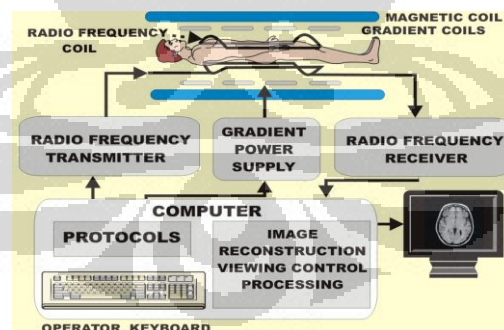 MAGNETIC COIL
RADIO FREQUENCY
COIL
GRADIENT COILS
RADIO FREQUENCY
TRANSMITTER
GRADIENT
POWER
SUPPLY
RADIO FREQUENCY
RECEIVER
COMPUTER
PROTOCOLS
IMAGE
RECONSTRUCTION
VIEWING CONTROL
PROCESSING
OPERATOR KEYBOARD